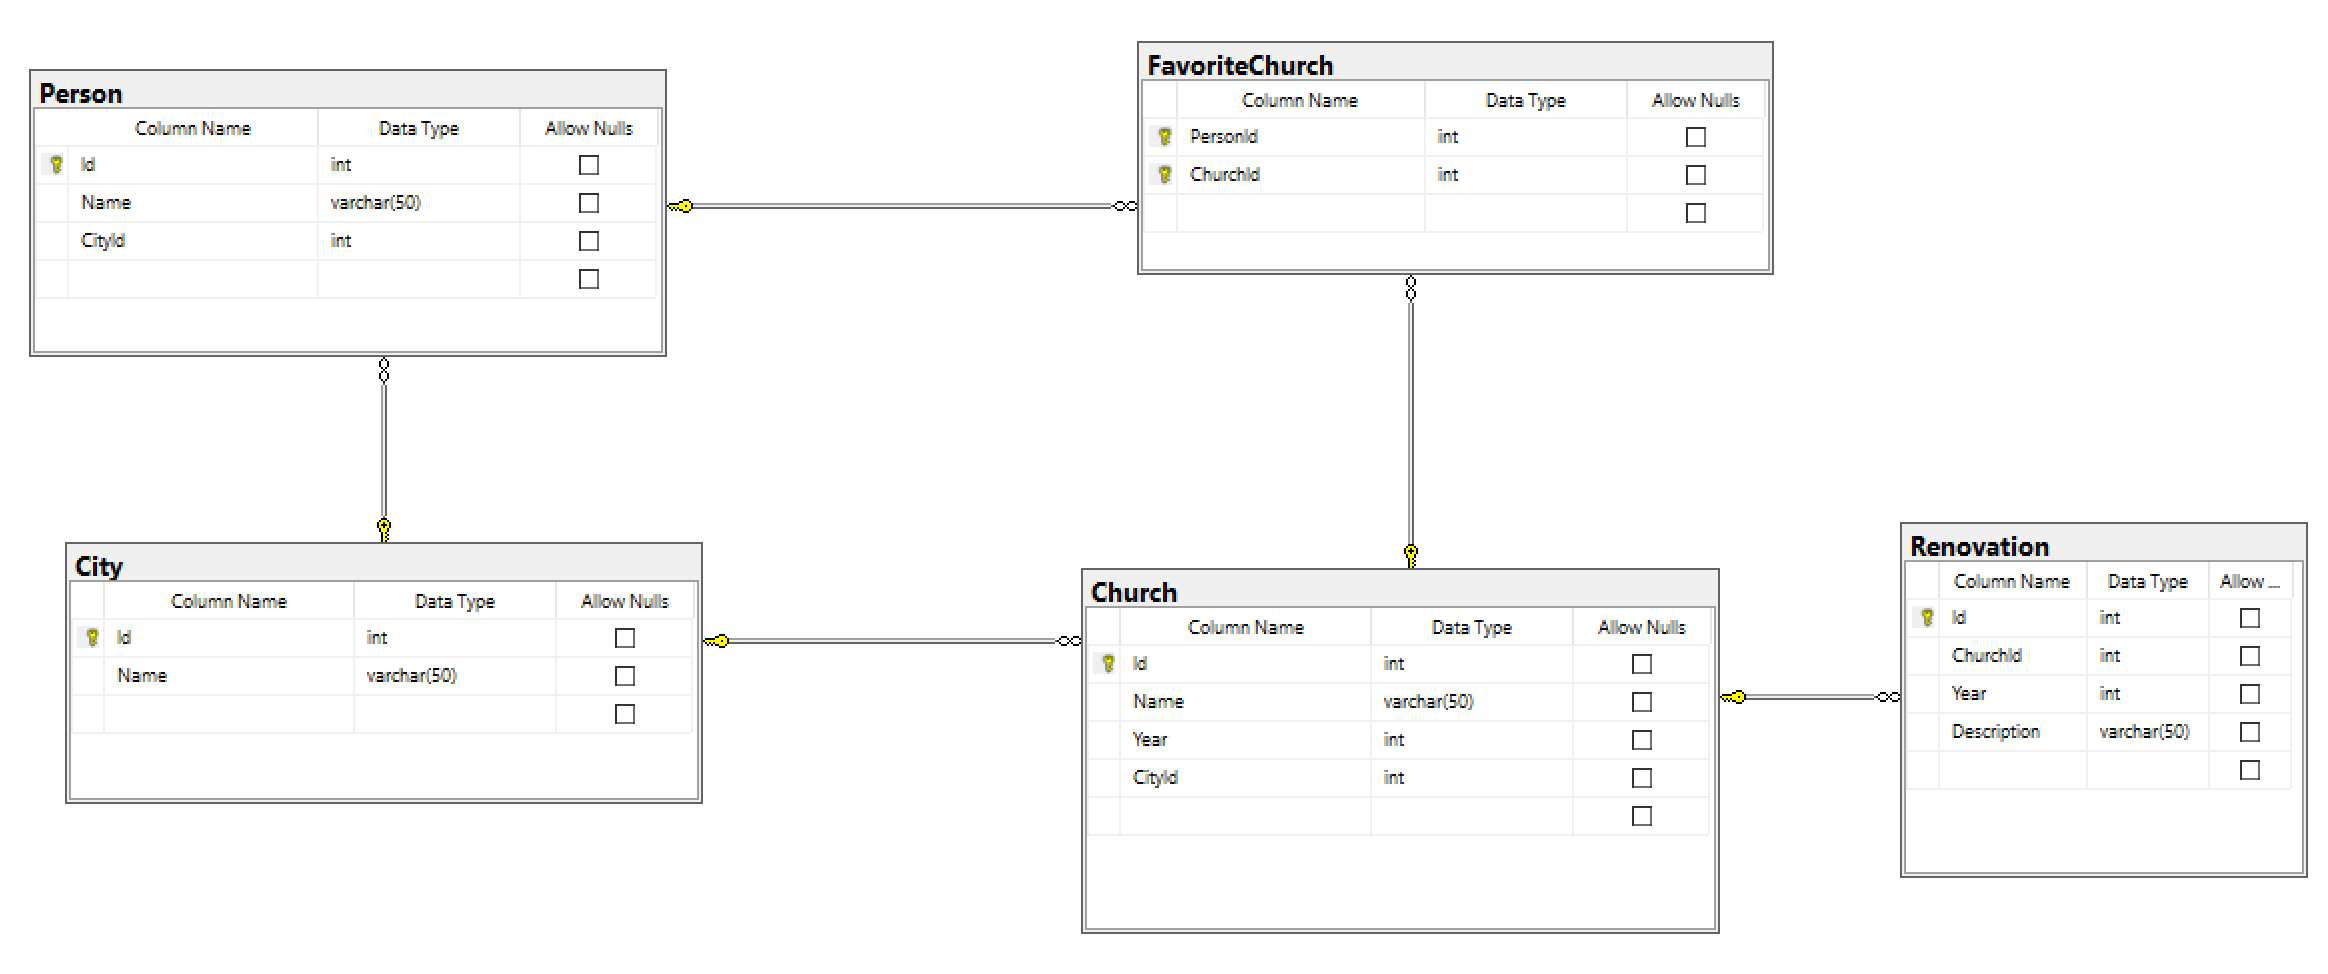 Person
Column Name Data Type Allow Nulls
Id int
Name varchar(50)
CityId int
FavoriteChurch
Column Name Data Type Allow Nulls
PersonId int
ChurchId int
City
Column Name Data Type Allow Nulls
Id int
Name varchar(50)
Church
Column Name Data Type Allow Nulls
Id int
Name varchar(50)
Year int
CityId int
Renovation
Column Name Data Type Allow ...
Id int
ChurchId int
Year int
Description varchar(50)